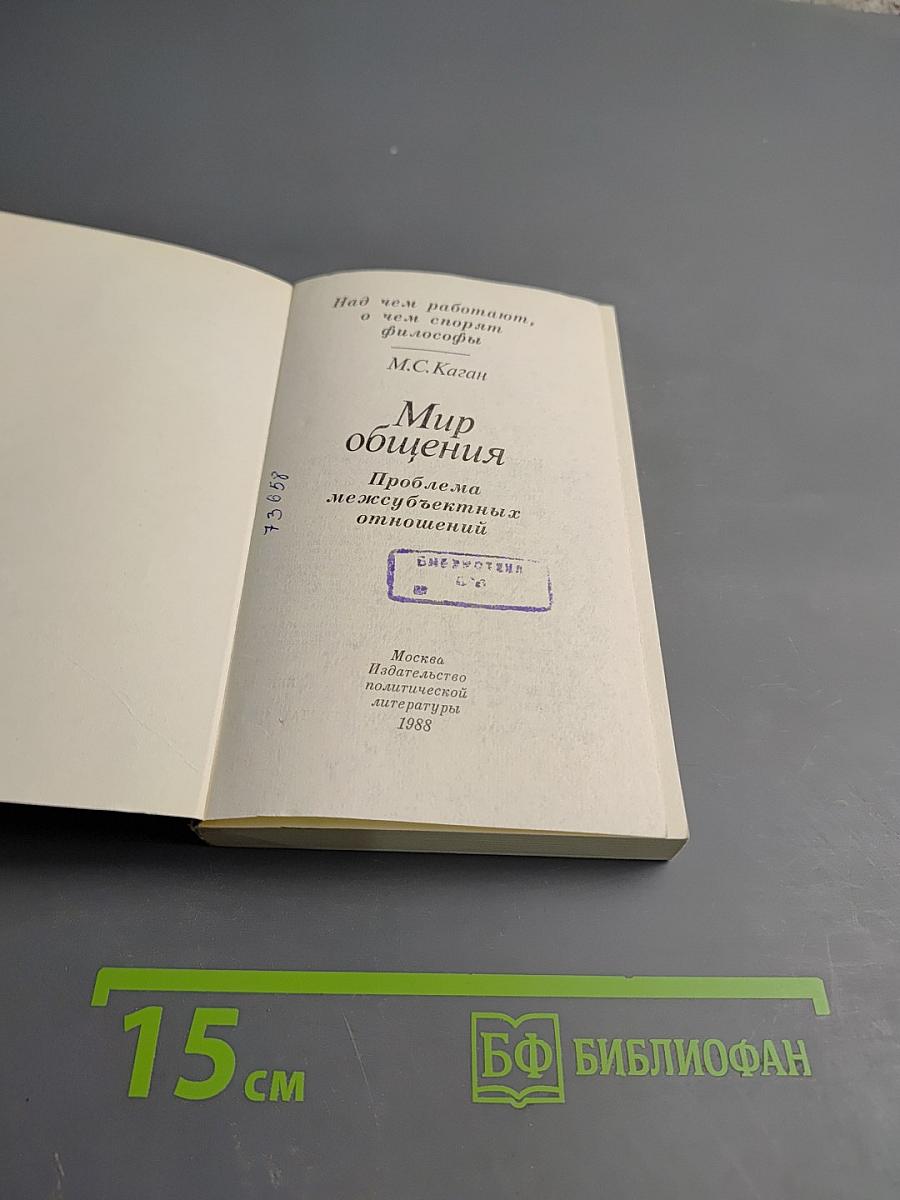 Над чем работают,
о чем спорят
философы
М.С.Каган
Мир
общения
Проблема
межсубъектных
отношений
73658
БИБЛИОТЕКА
Москва
Издательство
политической
литературы
1988
15 см
БФ БИБЛИОФАН